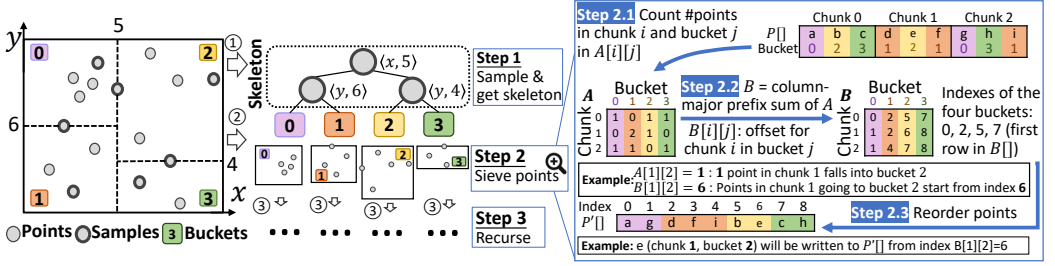 y
5
0
2
6
4
1
3
x
Points Samples 3 Buckets
1
2
Skeleton
⟨x, 5⟩
⟨y, 6⟩
⟨y, 4⟩
0 1 2 3
0
1
2
3
3 3 3 3
Step 1
Sample &
get skeleton
Step 2
Sieve points
Step 3
Recurse
Step 2.1 Count #points
in chunk i and bucket j
in A[i][j]
Chunk 0 Chunk 1 Chunk 2
P[] a b c d e f g h i
Bucket 0 2 3 1 2 1 0 3 1
A
Bucket
0 1 2 3
Chunk
0 1 0 1 1
1 0 2 1 0
2 1 1 0 1
Step 2.2 B = column-
major prefix sum of A
B[i][j]: offset for
chunk i in bucket j
B
Bucket
0 1 2 3
Chunk
0 0 2 5 7
1 1 2 6 8
2 1 4 7 8
Indexes of the
four buckets:
0, 2, 5, 7 (first
row in B[])
Example: A[1][2] = 1 : 1 point in chunk 1 falls into bucket 2
B[1][2] = 6 : Points in chunk 1 going to bucket 2 start from index 6
Index 0 1 2 3 4 5 6 7 8
P'[] a g d f i b e c h
Step 2.3 Reorder points
Example: e (chunk 1, bucket 2) will be written to P'[] from index B[1][2]=6